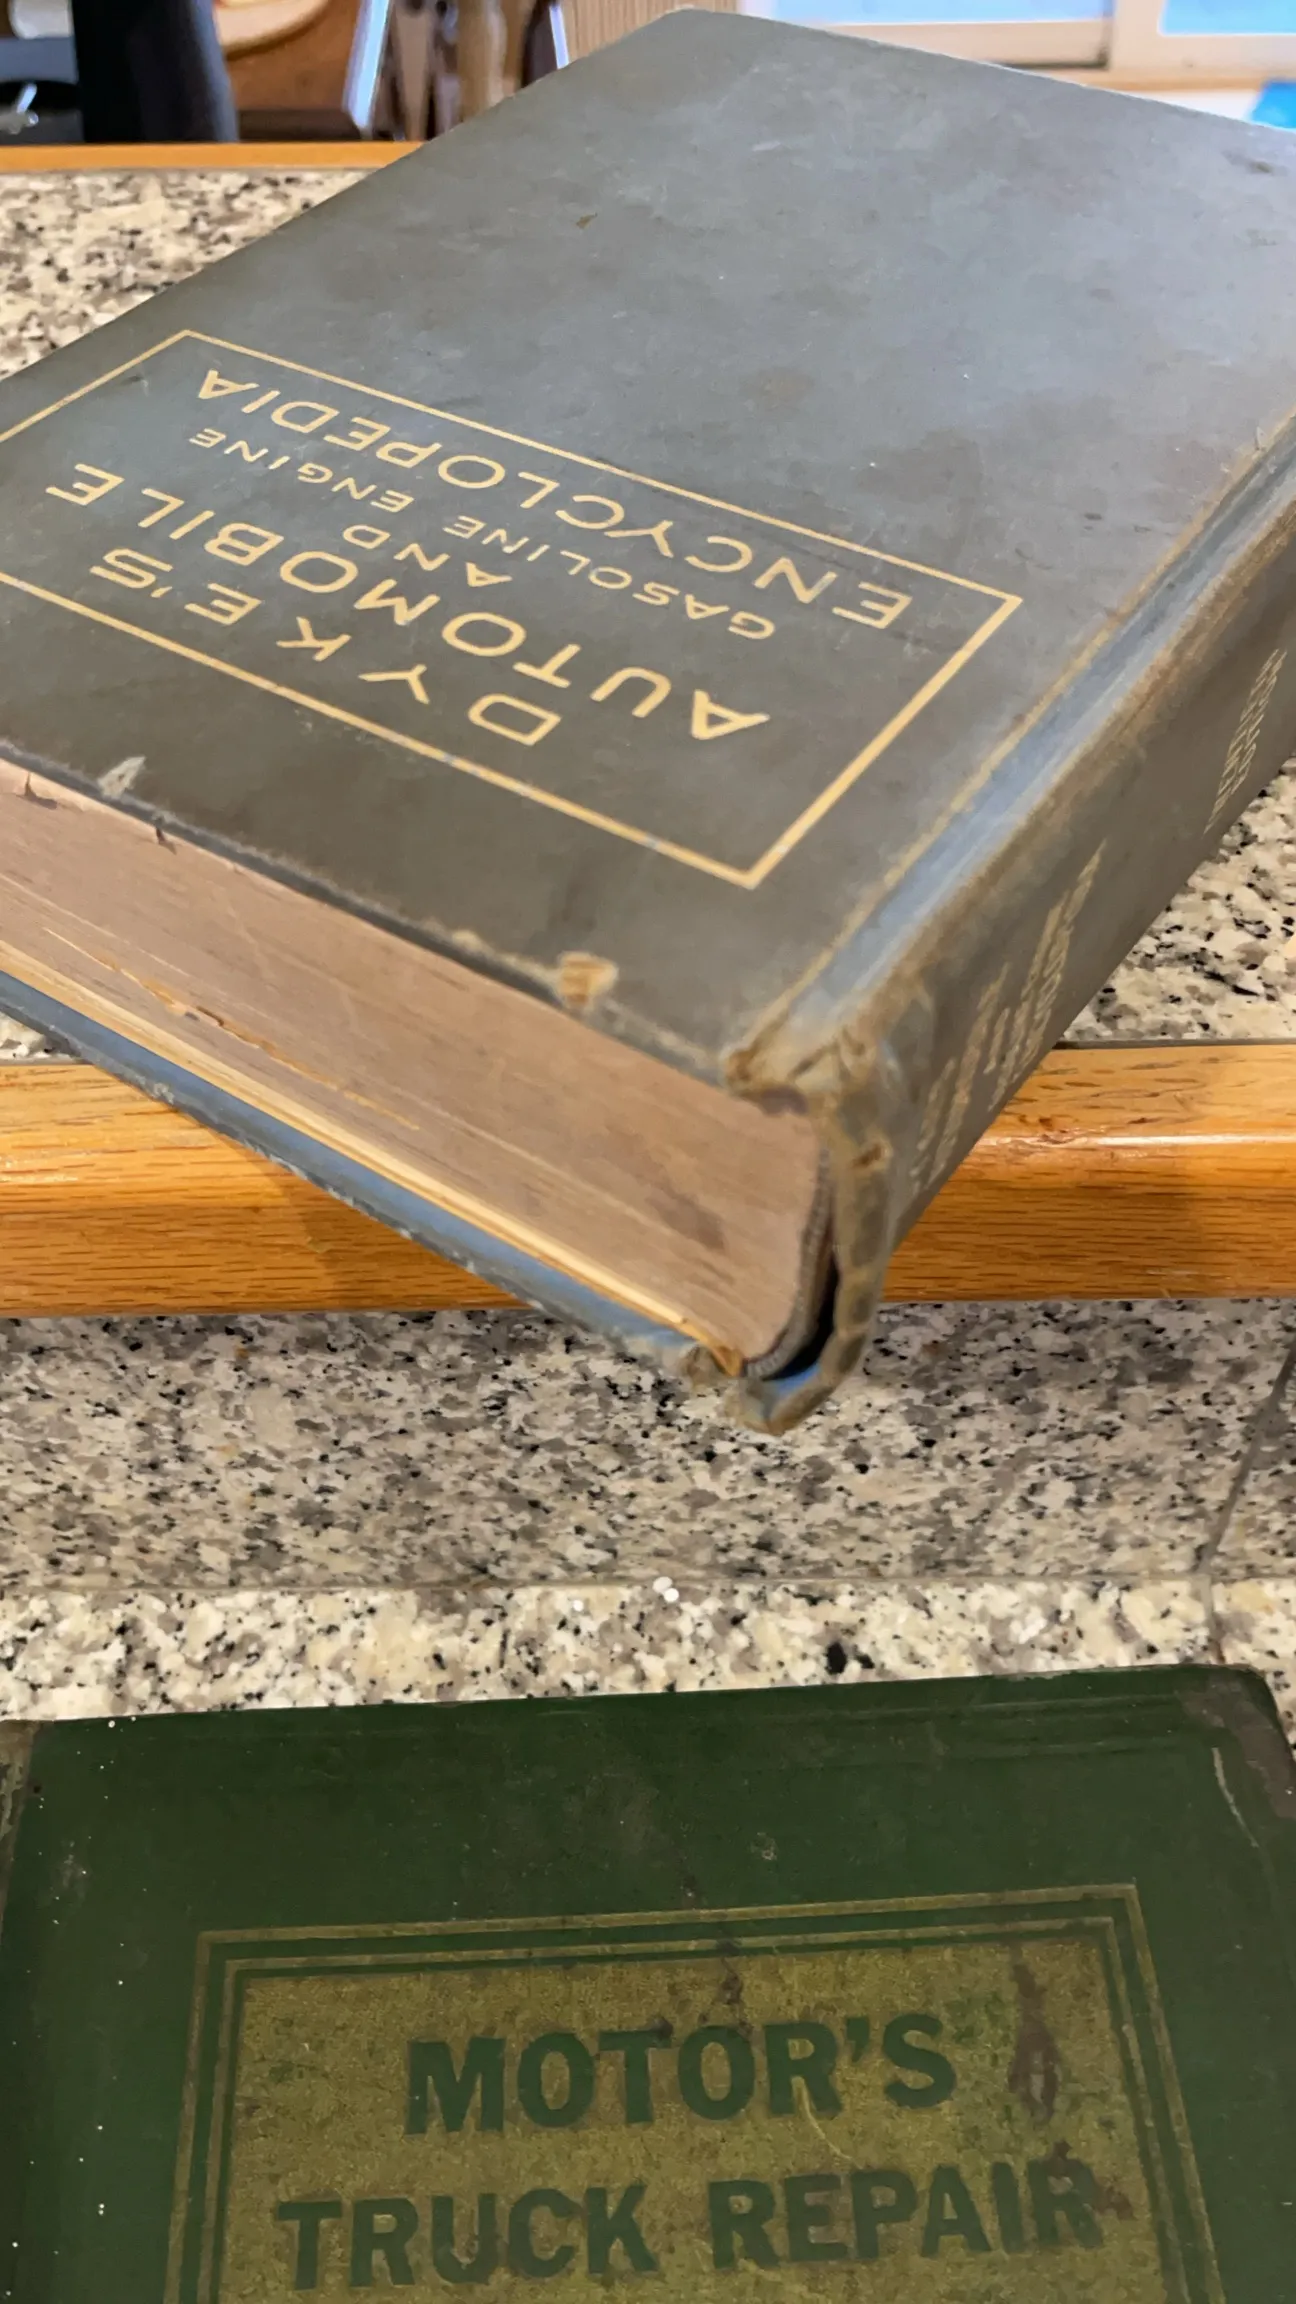 DYKE'S
AUTOMOBILE
GASOLINE AND ENGINE
ENCYCLOPEDIA
MOTOR'S
TRUCK REPAIR